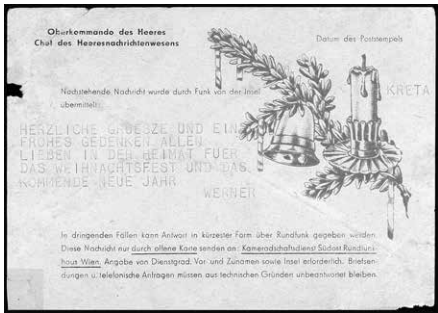 Oberkommando des Heeres
Chef des Heeresnachrichtenwesens
Datum des Poststempels
Nachstehende Nachricht wurde durch Funk von der Insel KRETA
übermittelt:
HERZLICHE GRUESZE UND EIN
FROHES GEDENKEN ALLEN
LIEBEN IN DER HEIMAT FUER
DAS WEIHNACHTSFEST UND DAS
KOMMENDE NEUE JAHR
WERNER
In dringenden Fällen kann Antwort in kürzester Form über Rundfunk gegeben werden.
Diese Nachricht nur durch offene Karte senden an: Kameradschaftsdienst Südost Rundfunk-
haus Wien. Angabe von Dienstgrad, Vor- und Zunamen sowie Insel erforderlich. Briefsen-
dungen u. telefonische Anfragen müssen aus technischen Gründen unbeantwortet bleiben.